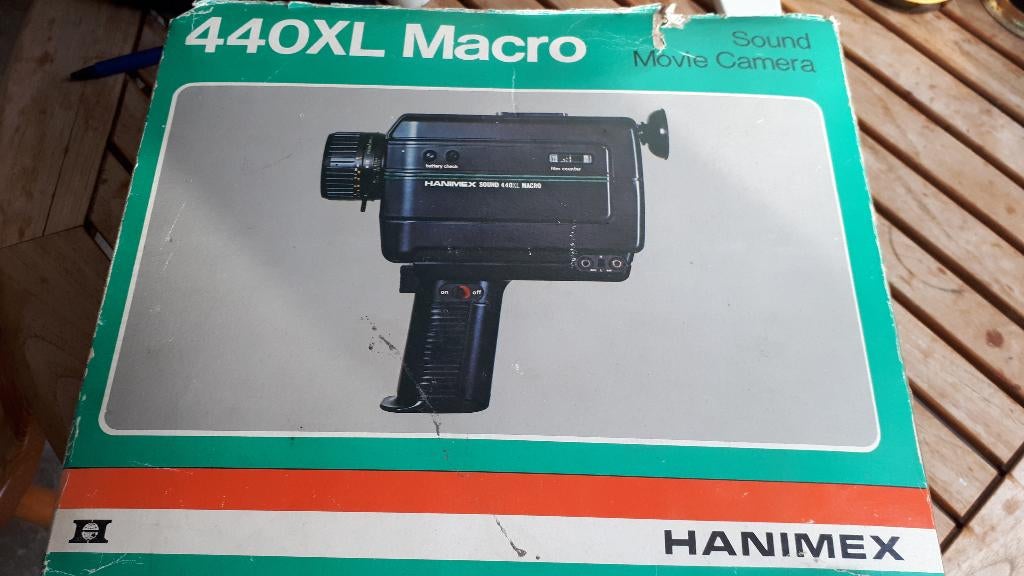 440XL Macro
Sound
Movie Camera
battery check
film counter
HANIMEX SOUND 440XL MACRO
on off
H
HANIMEX